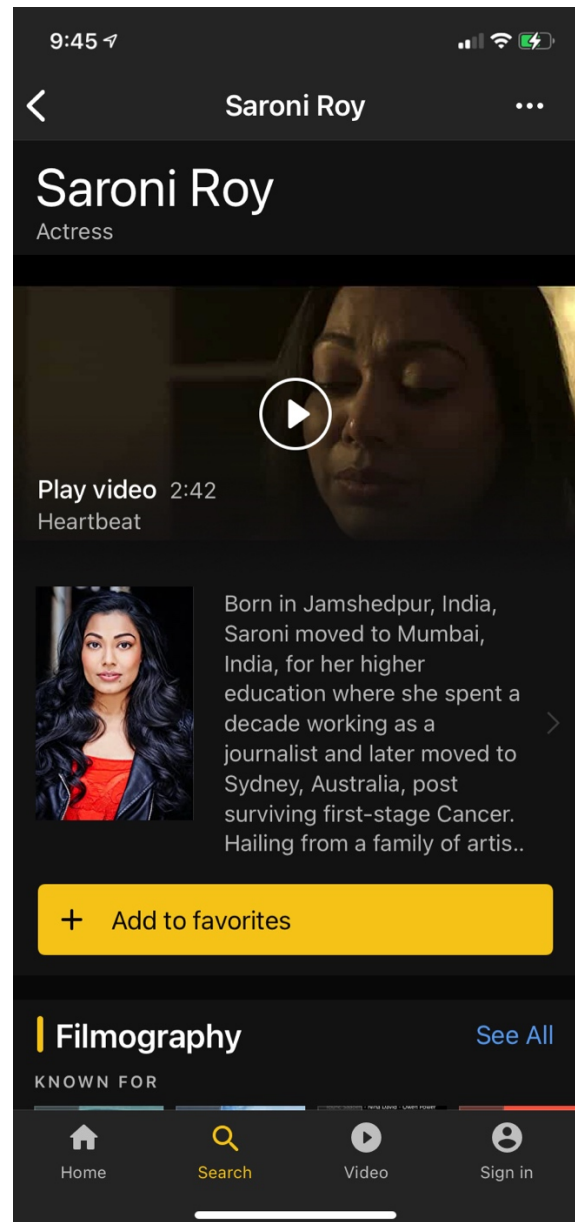 9:45
Saroni Roy
Saroni Roy
Actress
Play video 2:42
Heartbeat
Born in Jamshedpur, India,
Saroni moved to Mumbai,
India, for her higher
education where she spent a
decade working as a
journalist and later moved to
Sydney, Australia, post
surviving first-stage Cancer.
Hailing from a family of artis..
+ Add to favorites
Filmography See All
KNOWN FOR
Home Search Video Sign in